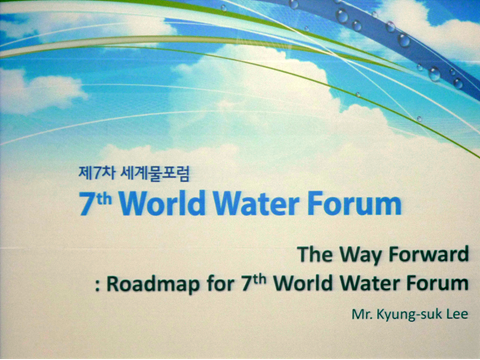 제7차 세계물포럼
7th World Water Forum
The Way Forward
: Roadmap for 7th World Water Forum
Mr. Kyung-suk Lee